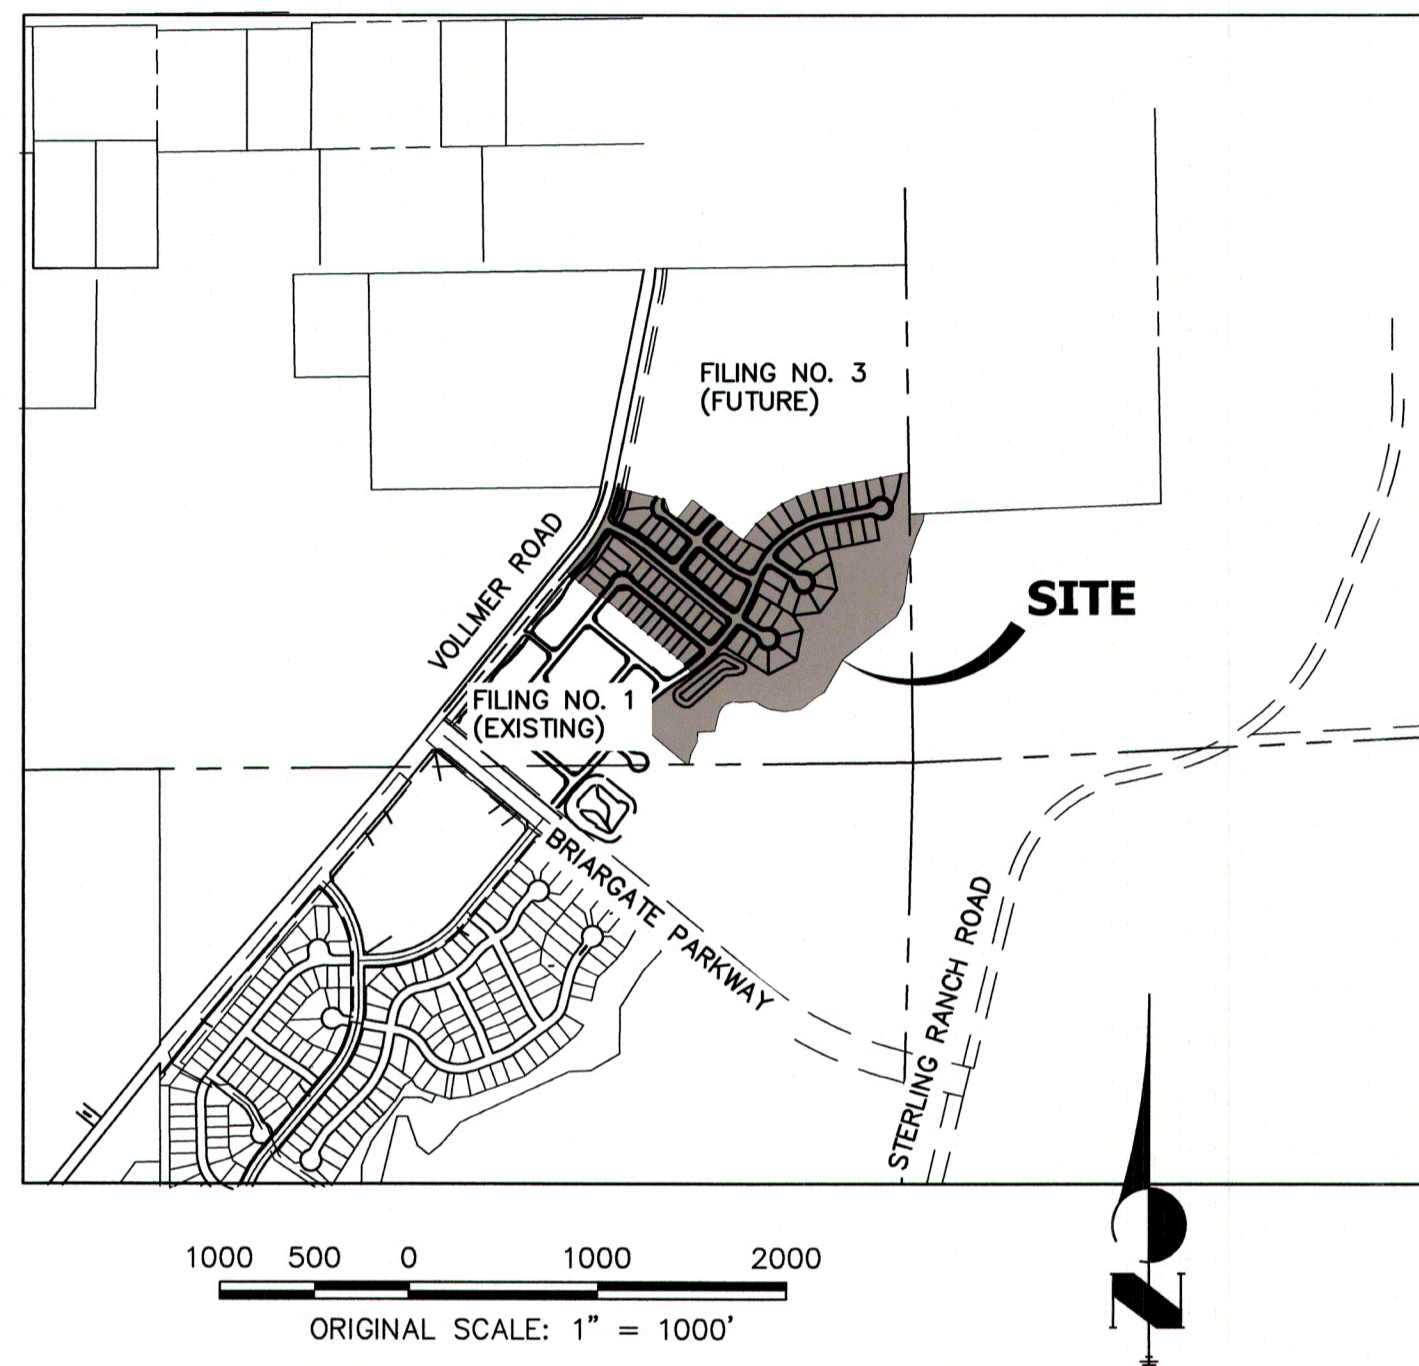 FILING NO. 3
(FUTURE)
VOLLMER ROAD
SITE
FILING NO. 1
(EXISTING)
BRIARGATE PARKWAY
STERLING RANCH ROAD
1000 500 0 1000 2000
ORIGINAL SCALE: 1" = 1000'
N